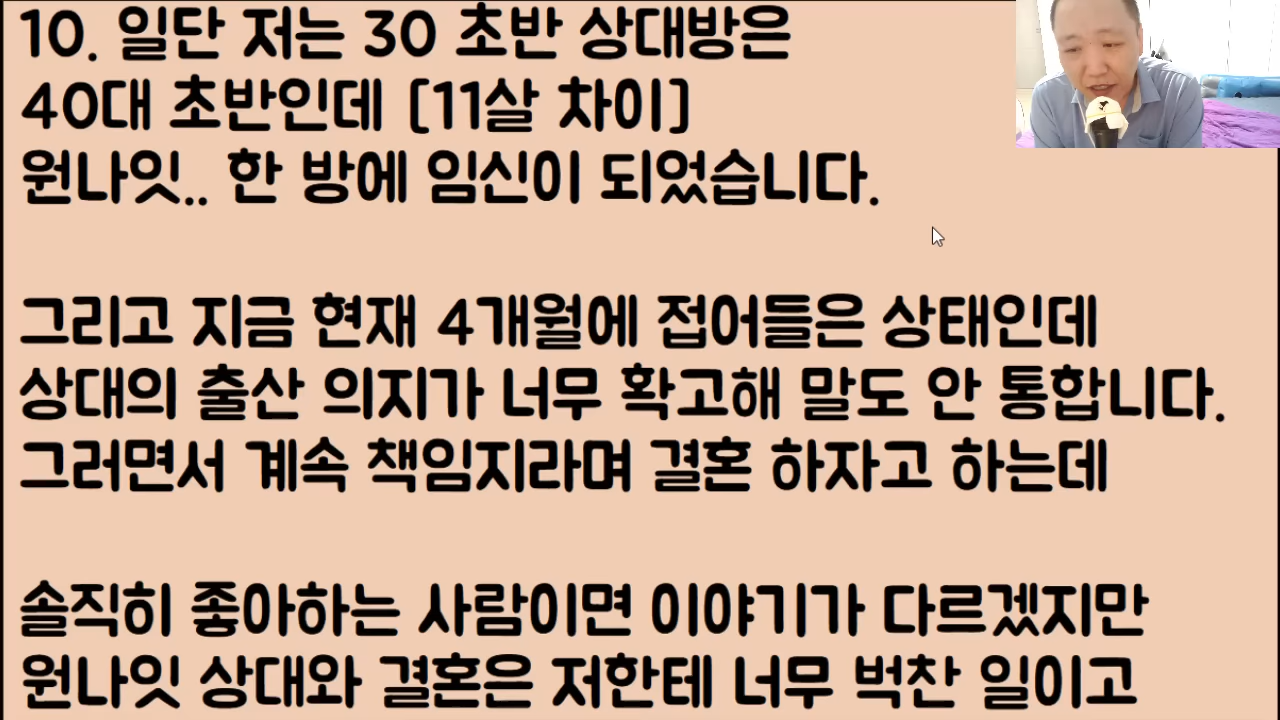 10. 일단 저는 30 초반 상대방은
40대 초반인데 [11살 차이]
원나잇.. 한 방에 임신이 되었습니다.
그리고 지금 현재 4개월에 접어들은 상태인데
상대의 출산 의지가 너무 확고해 말도 안 통합니다.
그러면서 계속 책임지라며 결혼 하자고 하는데
솔직히 좋아하는 사람이면 이야기가 다르겠지만
원나잇 상대와 결혼은 저한테 너무 벅찬 일이고